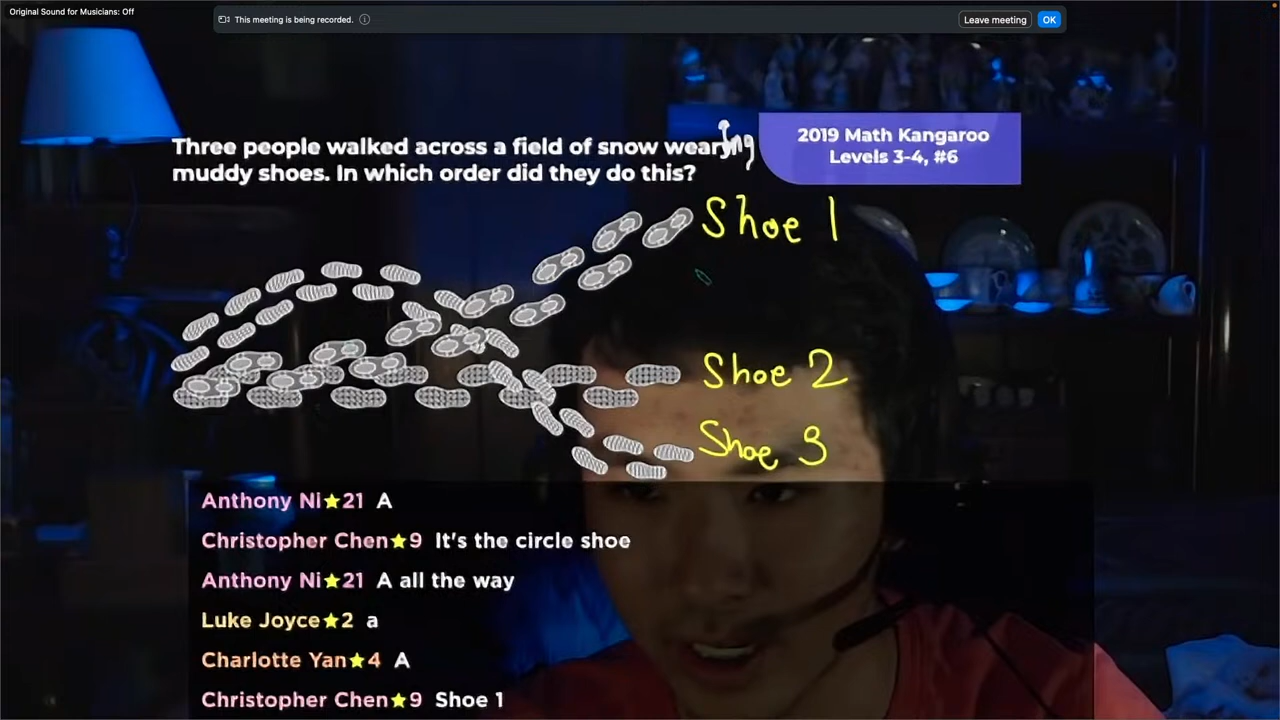 Original Sound for Musicians: Off
This meeting is being recorded.
Leave meeting
OK
Three people walked across a field of snow wearing
muddy shoes. In which order did they do this?
2019 Math Kangaroo
Levels 3-4, #6
Shoe 1
Shoe 2
Shoe 3
Anthony Ni★21 A
Christopher Chen★9 It's the circle shoe
Anthony Ni★21 A all the way
Luke Joyce★2 a
Charlotte Yan★4 A
Christopher Chen★9 Shoe 1